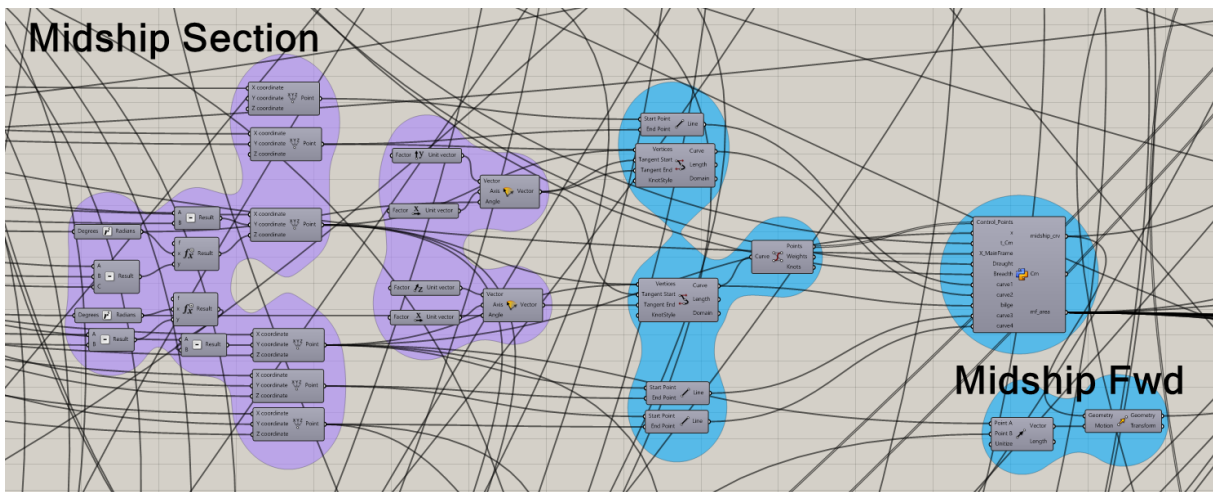 Midship Section
X coordinate
Y coordinate Point
Z coordinate
X coordinate
Y coordinate Point
Z coordinate
Degrees Radians
A
B
Result
X coordinate
Y coordinate Point
Z coordinate
f
x
y
Result
A
B
C
Result
f
x
y
Result
Degrees Radians
A
B
Result
A
B
Result
X coordinate
Y coordinate Point
Z coordinate
X coordinate
Y coordinate Point
Z coordinate
X coordinate
Y coordinate Point
Z coordinate
Factor Unit vector
Vector
Axis Vector
Angle
Factor Unit vector
Factor Unit vector
Vector
Axis Vector
Angle
Factor Unit vector
Start Point Line
End Point
Vertices Curve
Tangent Start Length
Tangent End
KnotStyle Domain
Points
Curve Weights
Knots
Vertices Curve
Tangent Start Length
Tangent End
KnotStyle Domain
Start Point Line
End Point
Start Point Line
End Point
Control_Points
x
t_Cm
X_MainFrame
Draught
Breadth
curve1
curve2
bilge
curve3
curve4
midship_crv
Cm
mf_area
Midship Fwd
Point A Vector
Point B
Unitize Length
Geometry Geometry
Motion Transform